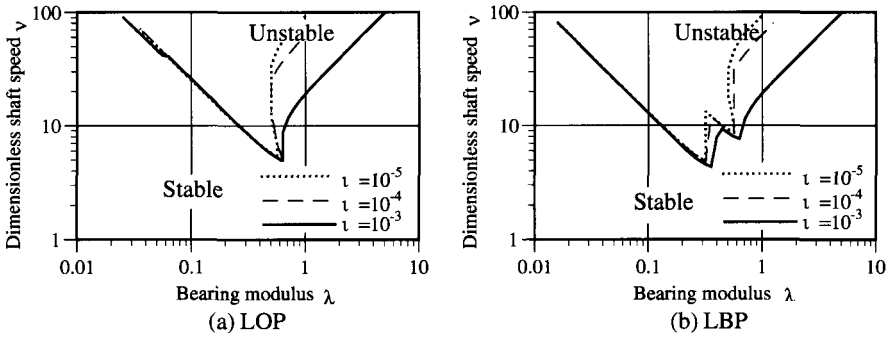 Dimensionless shaft speed ν
100
10
1
Unstable
Stable
ι =10⁻⁵
ι =10⁻⁴
ι =10⁻³
0.01
0.1
1
10
Bearing modulus λ
(a) LOP
Dimensionless shaft speed ν
100
10
1
Unstable
Stable
ι =10⁻⁵
ι =10⁻⁴
ι =10⁻³
0.01
0.1
1
10
Bearing modulus λ
(b) LBP